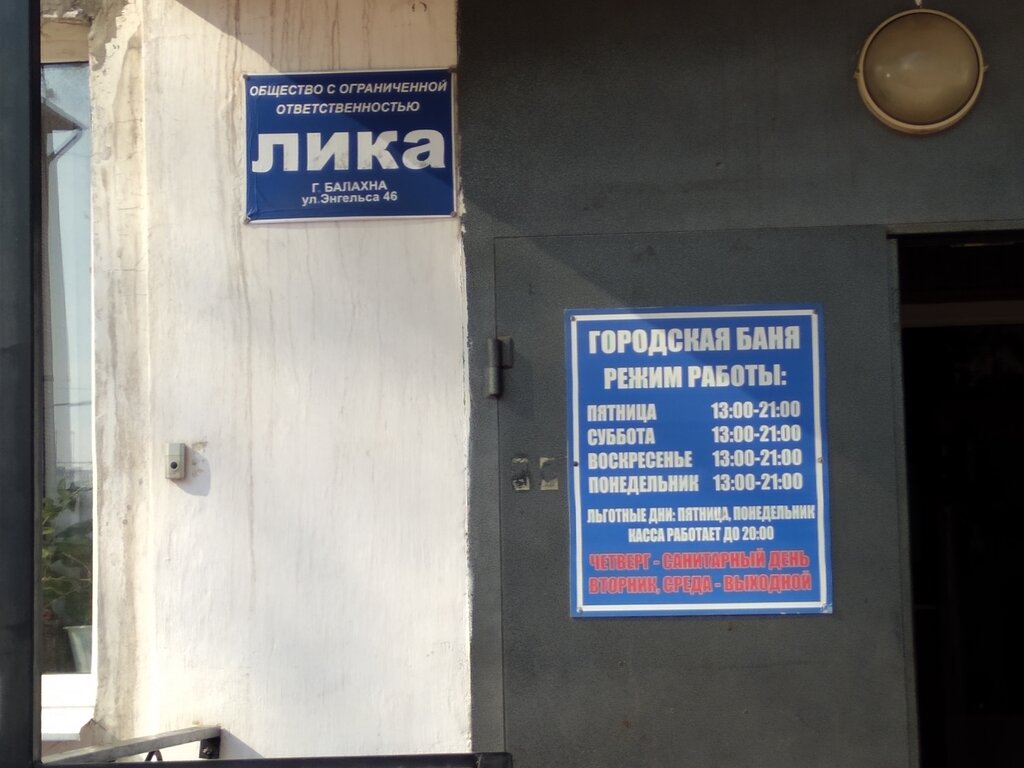 ОБЩЕСТВО С ОГРАНИЧЕННОЙ
ОТВЕТСТВЕННОСТЬЮ
ЛИКА
Г. БАЛАХНА
ул.Энгельса 46
ГОРОДСКАЯ БАНЯ
РЕЖИМ РАБОТЫ:
ПЯТНИЦА 13:00-21:00
СУББОТА 13:00-21:00
ВОСКРЕСЕНЬЕ 13:00-21:00
ПОНЕДЕЛЬНИК 13:00-21:00
ЛЬГОТНЫЕ ДНИ: ПЯТНИЦА, ПОНЕДЕЛЬНИК
КАССА РАБОТАЕТ ДО 20:00
ЧЕТВЕРГ - САНИТАРНЫЙ ДЕНЬ
ВТОРНИК, СРЕДА - ВЫХОДНОЙ